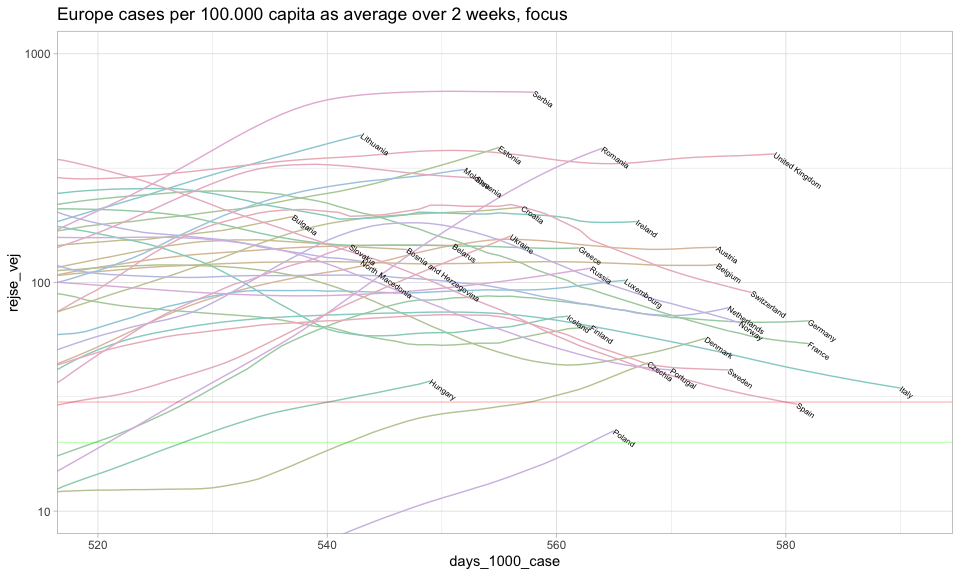 Europe cases per 100.000 capita as average over 2 weeks, focus
rejse_vej
1000
100
10
Serbia
Lithuania
Estonia
Romania
United Kingdom
Slovenia
Croatia
Bulgaria
Ireland
Ukraine
Slovakia
Belarus
Bosnia and Herzegovina
North Macedonia
Greece
Austria
Belgium
Russia
Luxembourg
Switzerland
Netherlands
Norway
Germany
France
Iceland
Finland
Denmark
Czechia
Portugal
Sweden
Hungary
Italy
Spain
Poland
520
540
560
580
days_1000_case